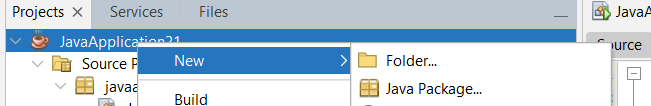 Projects Services Files JavaA
JavaApplication21 Source
New Folder...
Source P
Java Package...
javaa
Build